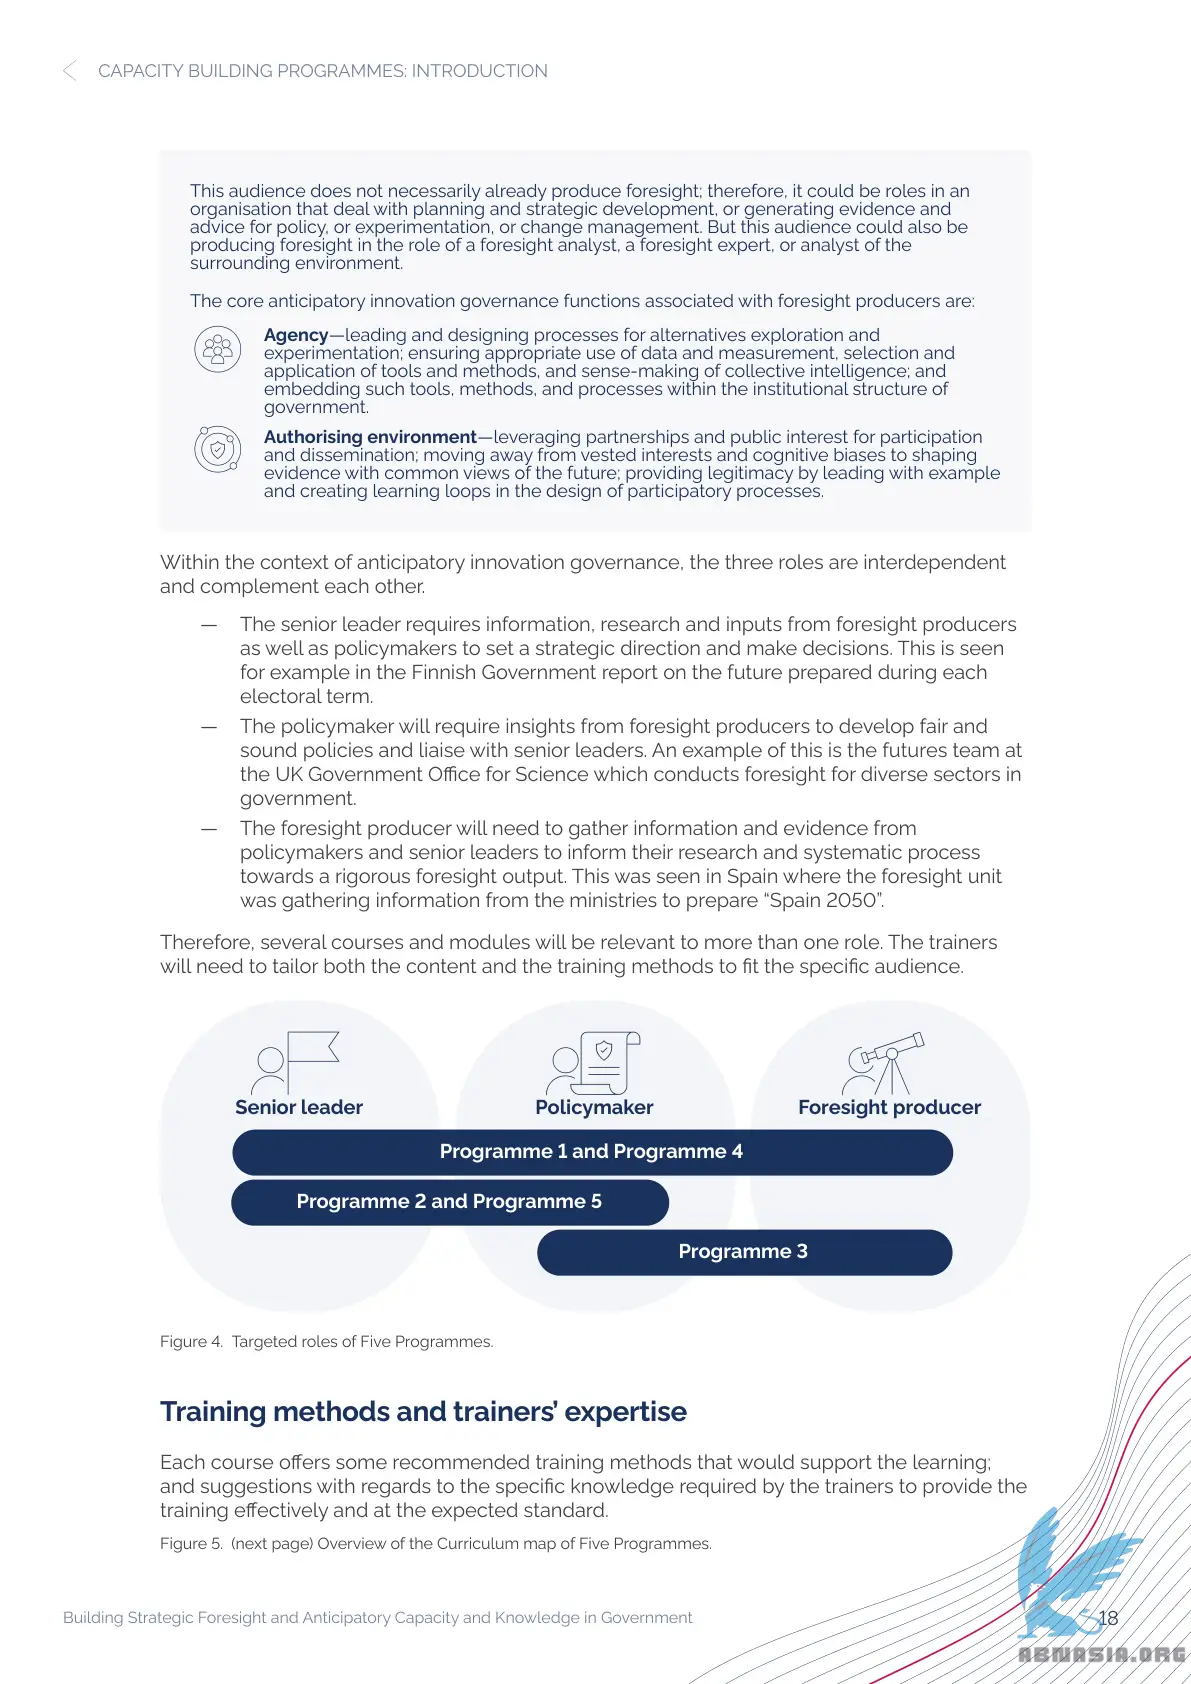 CAPACITY BUILDING PROGRAMMES: INTRODUCTION
This audience does not necessarily already produce foresight; therefore, it could be roles in an
organisation that deal with planning and strategic development, or generating evidence and
advice for policy, or experimentation, or change management. But this audience could also be
producing foresight in the role of a foresight analyst, a foresight expert, or analyst of the
surrounding environment.
The core anticipatory innovation governance functions associated with foresight producers are:
Agency—leading and designing processes for alternatives exploration and
experimentation; ensuring appropriate use of data and measurement, selection and
application of tools and methods, and sense-making of collective intelligence; and
embedding such tools, methods, and processes within the institutional structure of
government.
Authorising environment—leveraging partnerships and public interest for participation
and dissemination; moving away from vested interests and cognitive biases to shaping
evidence with common views of the future; providing legitimacy by leading with example
and creating learning loops in the design of participatory processes.
Within the context of anticipatory innovation governance, the three roles are interdependent
and complement each other.
— The senior leader requires information, research and inputs from foresight producers
as well as policymakers to set a strategic direction and make decisions. This is seen
for example in the Finnish Government report on the future prepared during each
electoral term.
— The policymaker will require insights from foresight producers to develop fair and
sound policies and liaise with senior leaders. An example of this is the futures team at
the UK Government Office for Science which conducts foresight for diverse sectors in
government.
— The foresight producer will need to gather information and evidence from
policymakers and senior leaders to inform their research and systematic process
towards a rigorous foresight output. This was seen in Spain where the foresight unit
was gathering information from the ministries to prepare “Spain 2050”.
Therefore, several courses and modules will be relevant to more than one role. The trainers
will need to tailor both the content and the training methods to fit the specific audience.
Senior leader
Policymaker
Foresight producer
Programme 1 and Programme 4
Programme 2 and Programme 5
Programme 3
Figure 4. Targeted roles of Five Programmes.
Training methods and trainers’ expertise
Each course offers some recommended training methods that would support the learning;
and suggestions with regards to the specific knowledge required by the trainers to provide the
training effectively and at the expected standard.
Figure 5. (next page) Overview of the Curriculum map of Five Programmes.
Building Strategic Foresight and Anticipatory Capacity and Knowledge in Government
18
ABNASIA.ORG